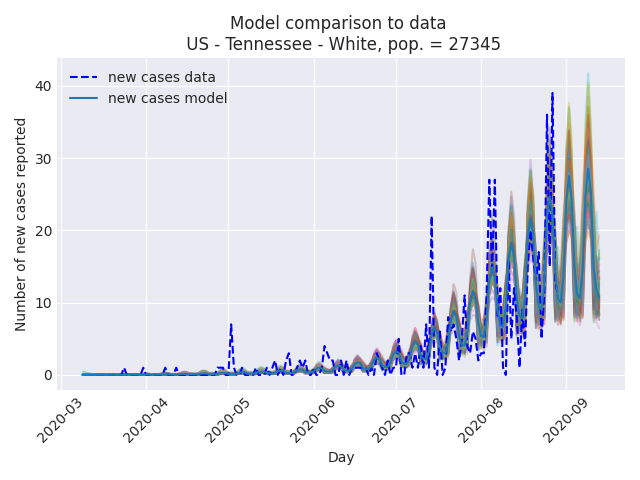 Model comparison to data
US - Tennessee - White, pop. = 27345
new cases data
new cases model
Number of new cases reported
40
30
20
10
0
2020-03
2020-04
2020-05
2020-06
2020-07
2020-08
2020-09
Day